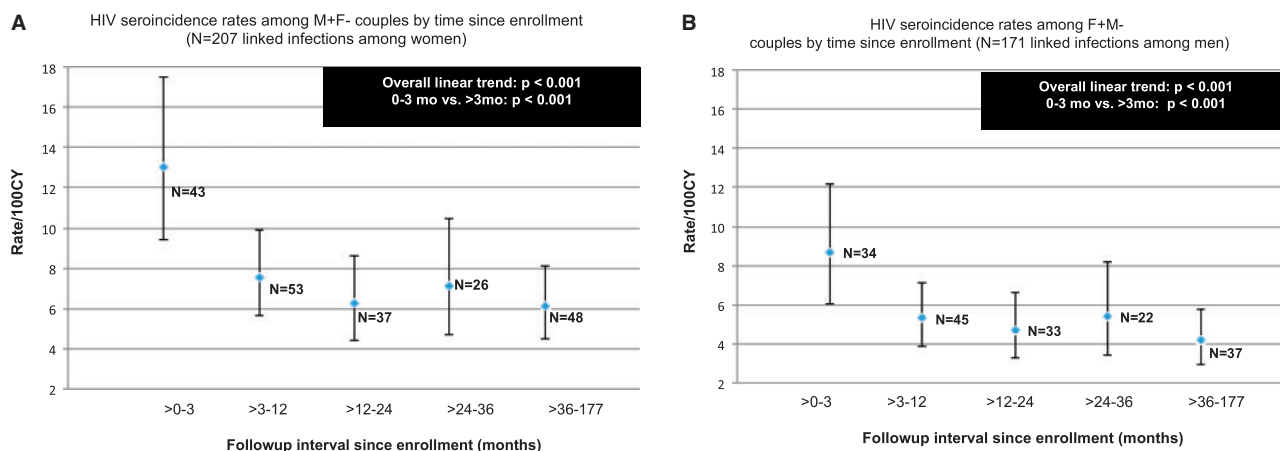 A
HIV seroincidence rates among M+F- couples by time since enrollment
(N=207 linked infections among women)
Overall linear trend: p < 0.001
0-3 mo vs. >3mo: p < 0.001
Rate/100CY
18
16
14
12
10
8
6
4
2
N=43
N=53
N=37
N=26
N=48
>0-3 >3-12 >12-24 >24-36 >36-177
Followup interval since enrollment (months)
B
HIV seroincidence rates among F+M-
couples by time since enrollment (N=171 linked infections among men)
Overall linear trend: p < 0.001
0-3 mo vs. >3mo: p < 0.001
Rate/100CY
18
16
14
12
10
8
6
4
2
N=34
N=45
N=33
N=22
N=37
>0-3 >3-12 >12-24 >24-36 >36-177
Followup interval since enrollment (months)